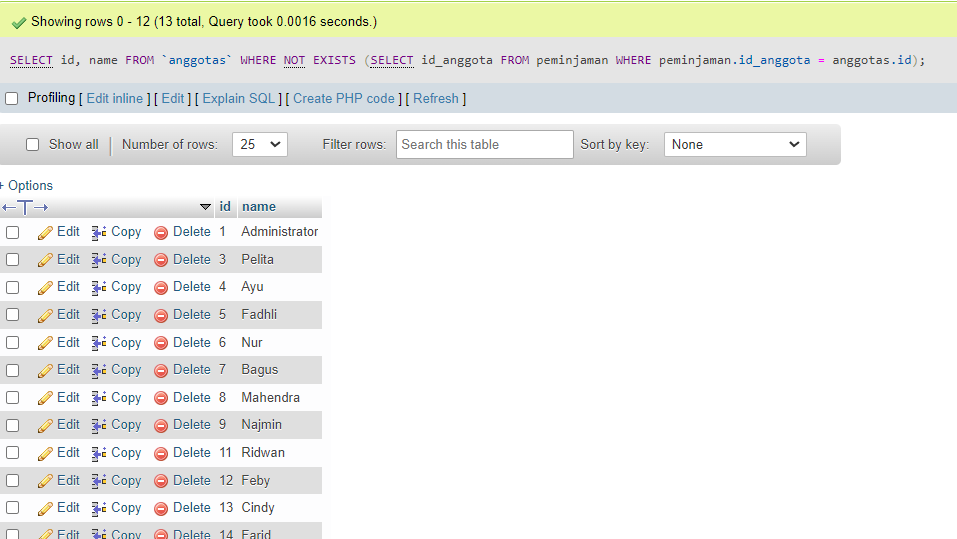 Showing rows 0 - 12 (13 total, Query took 0.0016 seconds.)
SELECT id, name FROM `anggotas` WHERE NOT EXISTS (SELECT id_anggota FROM peminjaman WHERE peminjaman.id_anggota = anggotas.id);
Profiling [ Edit inline ] [ Edit ] [ Explain SQL ] [ Create PHP code ] [ Refresh ]
Show all | Number of rows: 25 Filter rows: Search this table Sort by key: None
+ Options
←T→ id name
Edit Copy Delete 1 Administrator
Edit Copy Delete 3 Pelita
Edit Copy Delete 4 Ayu
Edit Copy Delete 5 Fadhli
Edit Copy Delete 6 Nur
Edit Copy Delete 7 Bagus
Edit Copy Delete 8 Mahendra
Edit Copy Delete 9 Najmin
Edit Copy Delete 11 Ridwan
Edit Copy Delete 12 Feby
Edit Copy Delete 13 Cindy
Edit Copy Delete 14 Farid